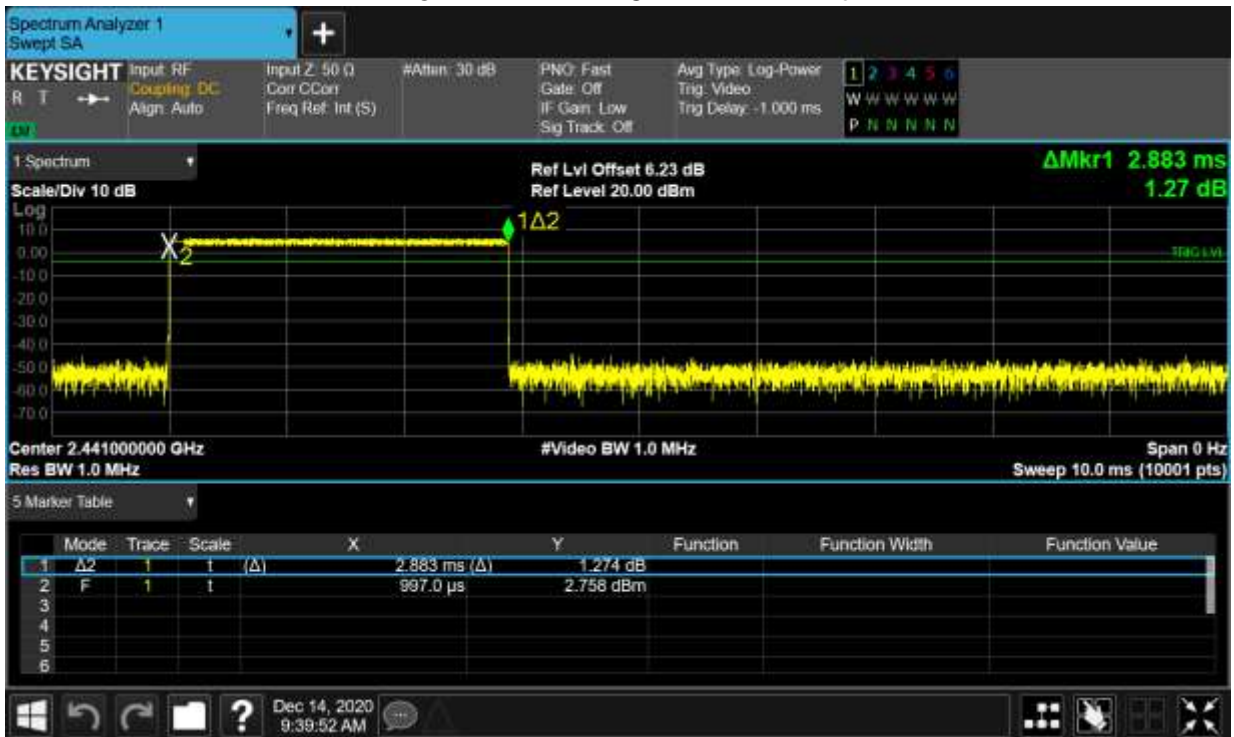 Spectrum Analyzer 1
Swept SA
+
KEYSIGHT Input: RF Input Z: 50 Ω #Atten: 30 dB PNO: Fast Avg Type: Log-Power 1 2 3 4 5 6
R T Coupling: DC Corr CCorr Gate: Off Trig: Video W W W W W W
Align: Auto Freq Ref: Int (S) IF Gain: Low Trig Delay: -1.000 ms
Sig Track: Off P N N N N N
1 Spectrum ΔMkr1 2.883 ms
Ref Lvl Offset 6.23 dB
Scale/Div 10 dB Ref Level 20.00 dBm 1.27 dB
Log
10.0
0.00
-10.0
-20.0
-30.0
-40.0
-50.0
-60.0
-70.0
1Δ2
2
TRIG LVL
Center 2.441000000 GHz #Video BW 1.0 MHz Span 0 Hz
Res BW 1.0 MHz Sweep 10.0 ms (10001 pts)
5 Marker Table
Mode Trace Scale X Y Function Function Width Function Value
1 Δ2 1 t (Δ) 2.883 ms (Δ) 1.274 dB
2 F 1 t 997.0 µs 2.758 dBm
3
4
5
6
? Dec 14, 2020
9:39:52 AM